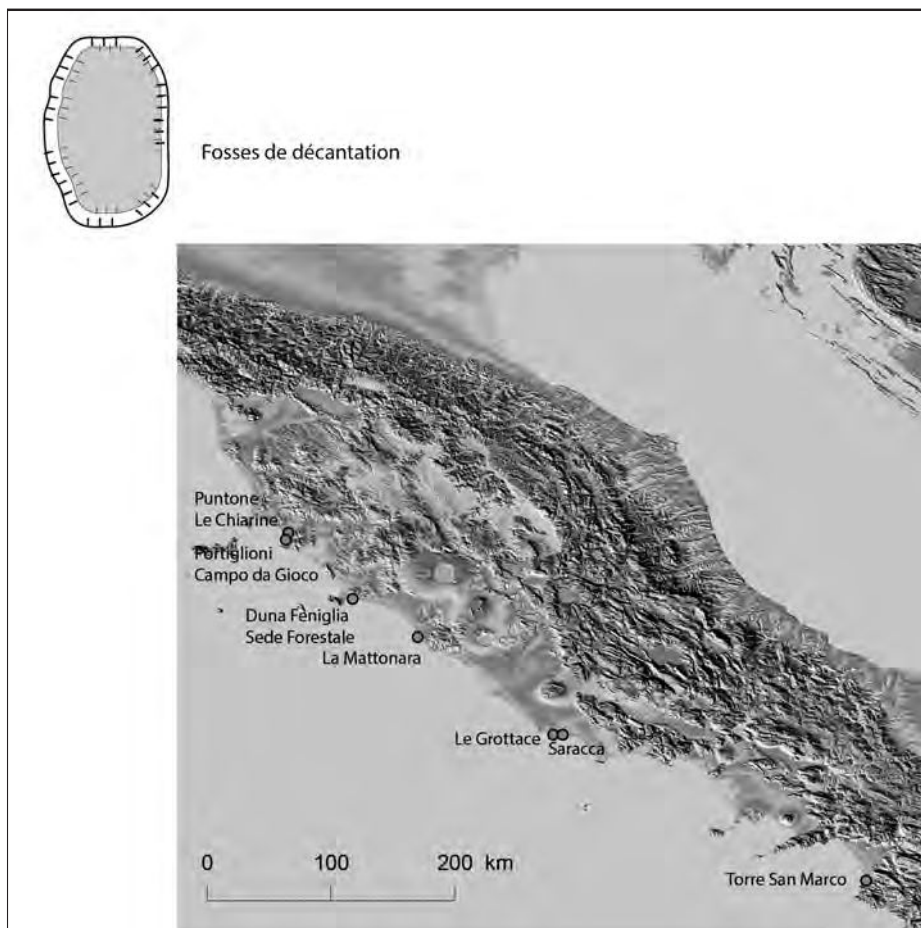 Fosses de décantation
Puntone
Le Chiarine
Portiglioni
Campo da Gioco
Duna Feniglia
Sede Forestale
La Mattonara
Le Grottace
Saracca
0 100 200 km
Torre San Marco